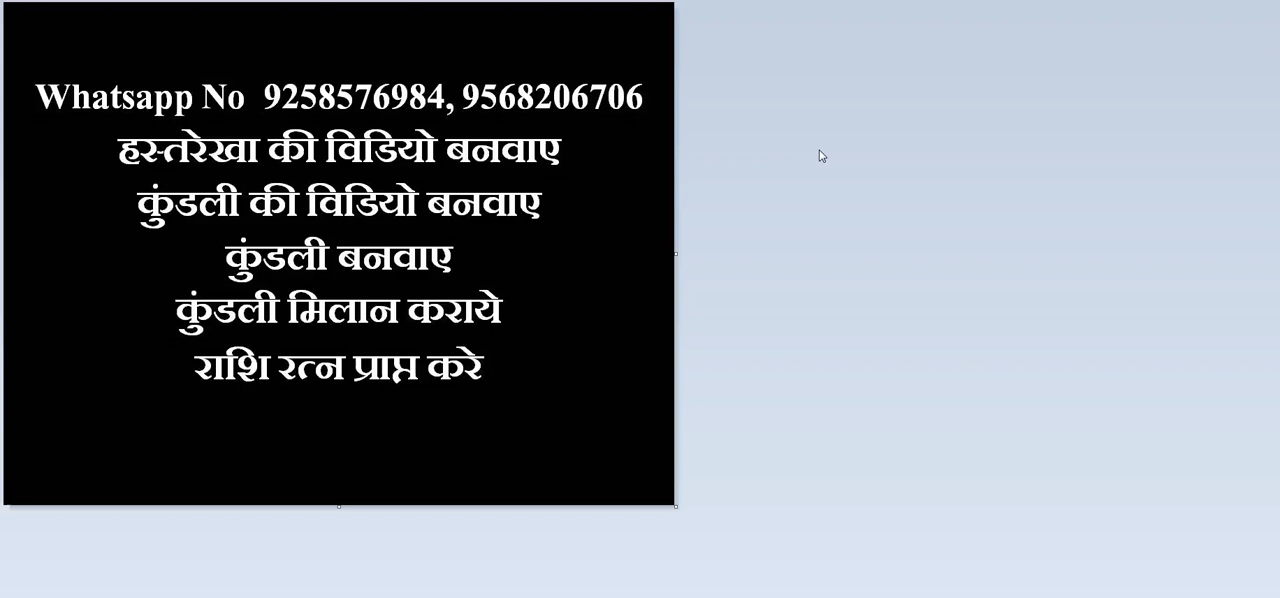 Whatsapp No 9258576984, 9568206706
हस्तरेखा की विडियो बनवाए
कुंडली की विडियो बनवाए
कुंडली बनवाए
कुंडली मिलान कराये
राशि रत्न प्राप्त करे